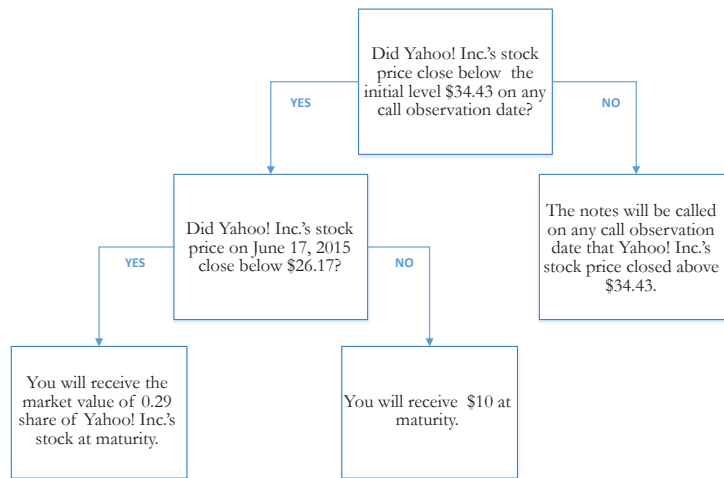 Did Yahoo! Inc.'s stock
price close below the
initial level $34.43 on any
call observation date?
YES
NO
Did Yahoo! Inc.'s stock
price on June 17, 2015
close below $26.17?
The notes will be called
on any call observation
date that Yahoo! Inc.'s
stock price closed above
$34.43.
YES
NO
You will receive the
market value of 0.29
share of Yahoo! Inc.'s
stock at maturity.
You will receive $10 at
maturity.